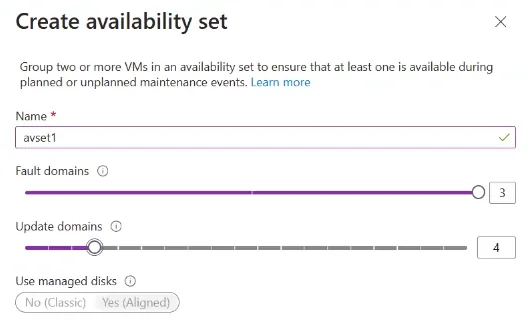 Create availability set
Group two or more VMs in an availability set to ensure that at least one is available during
planned or unplanned maintenance events. Learn more
Name *
avset1
Fault domains
3
Update domains
4
Use managed disks
No (Classic) Yes (Aligned)